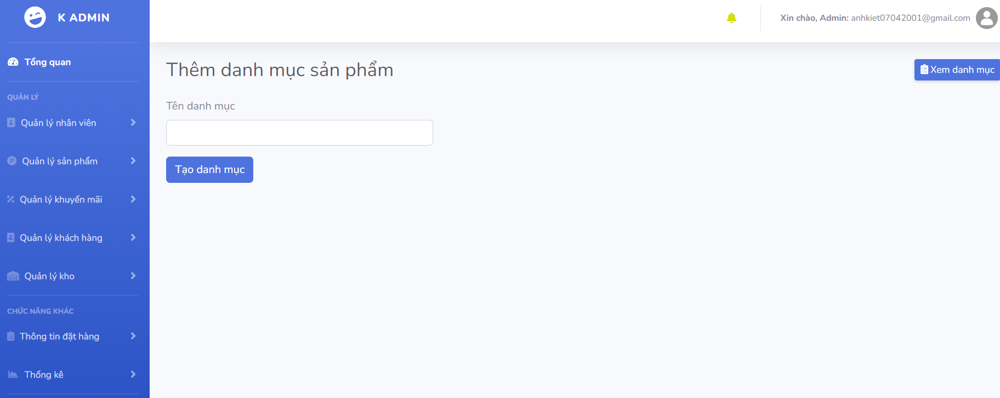 K ADMIN
Xin chào, Admin: anhkiet07042001@gmail.com
Tổng quan
QUẢN LÝ
Quản lý nhân viên
Quản lý sản phẩm
Quản lý khuyến mãi
Quản lý khách hàng
Quản lý kho
CHỨC NĂNG KHÁC
Thông tin đặt hàng
Thống kê
Thêm danh mục sản phẩm
Xem danh mục
Tên danh mục
Tạo danh mục